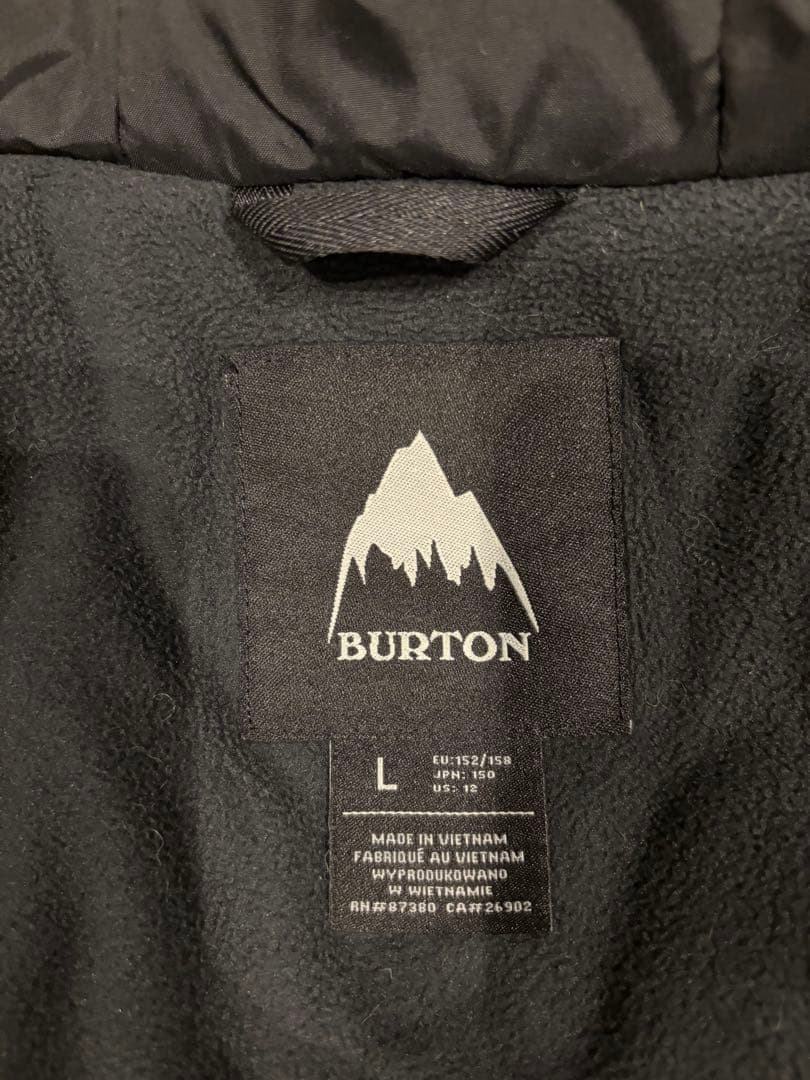 BURTON
L
EU:152/158
JPN: 150
US: 12
MADE IN VIETNAM
FABRIQUÉ AU VIETNAM
WYPRODUKOWANO
W WIETNAMIE
RN#87380 CA#26902